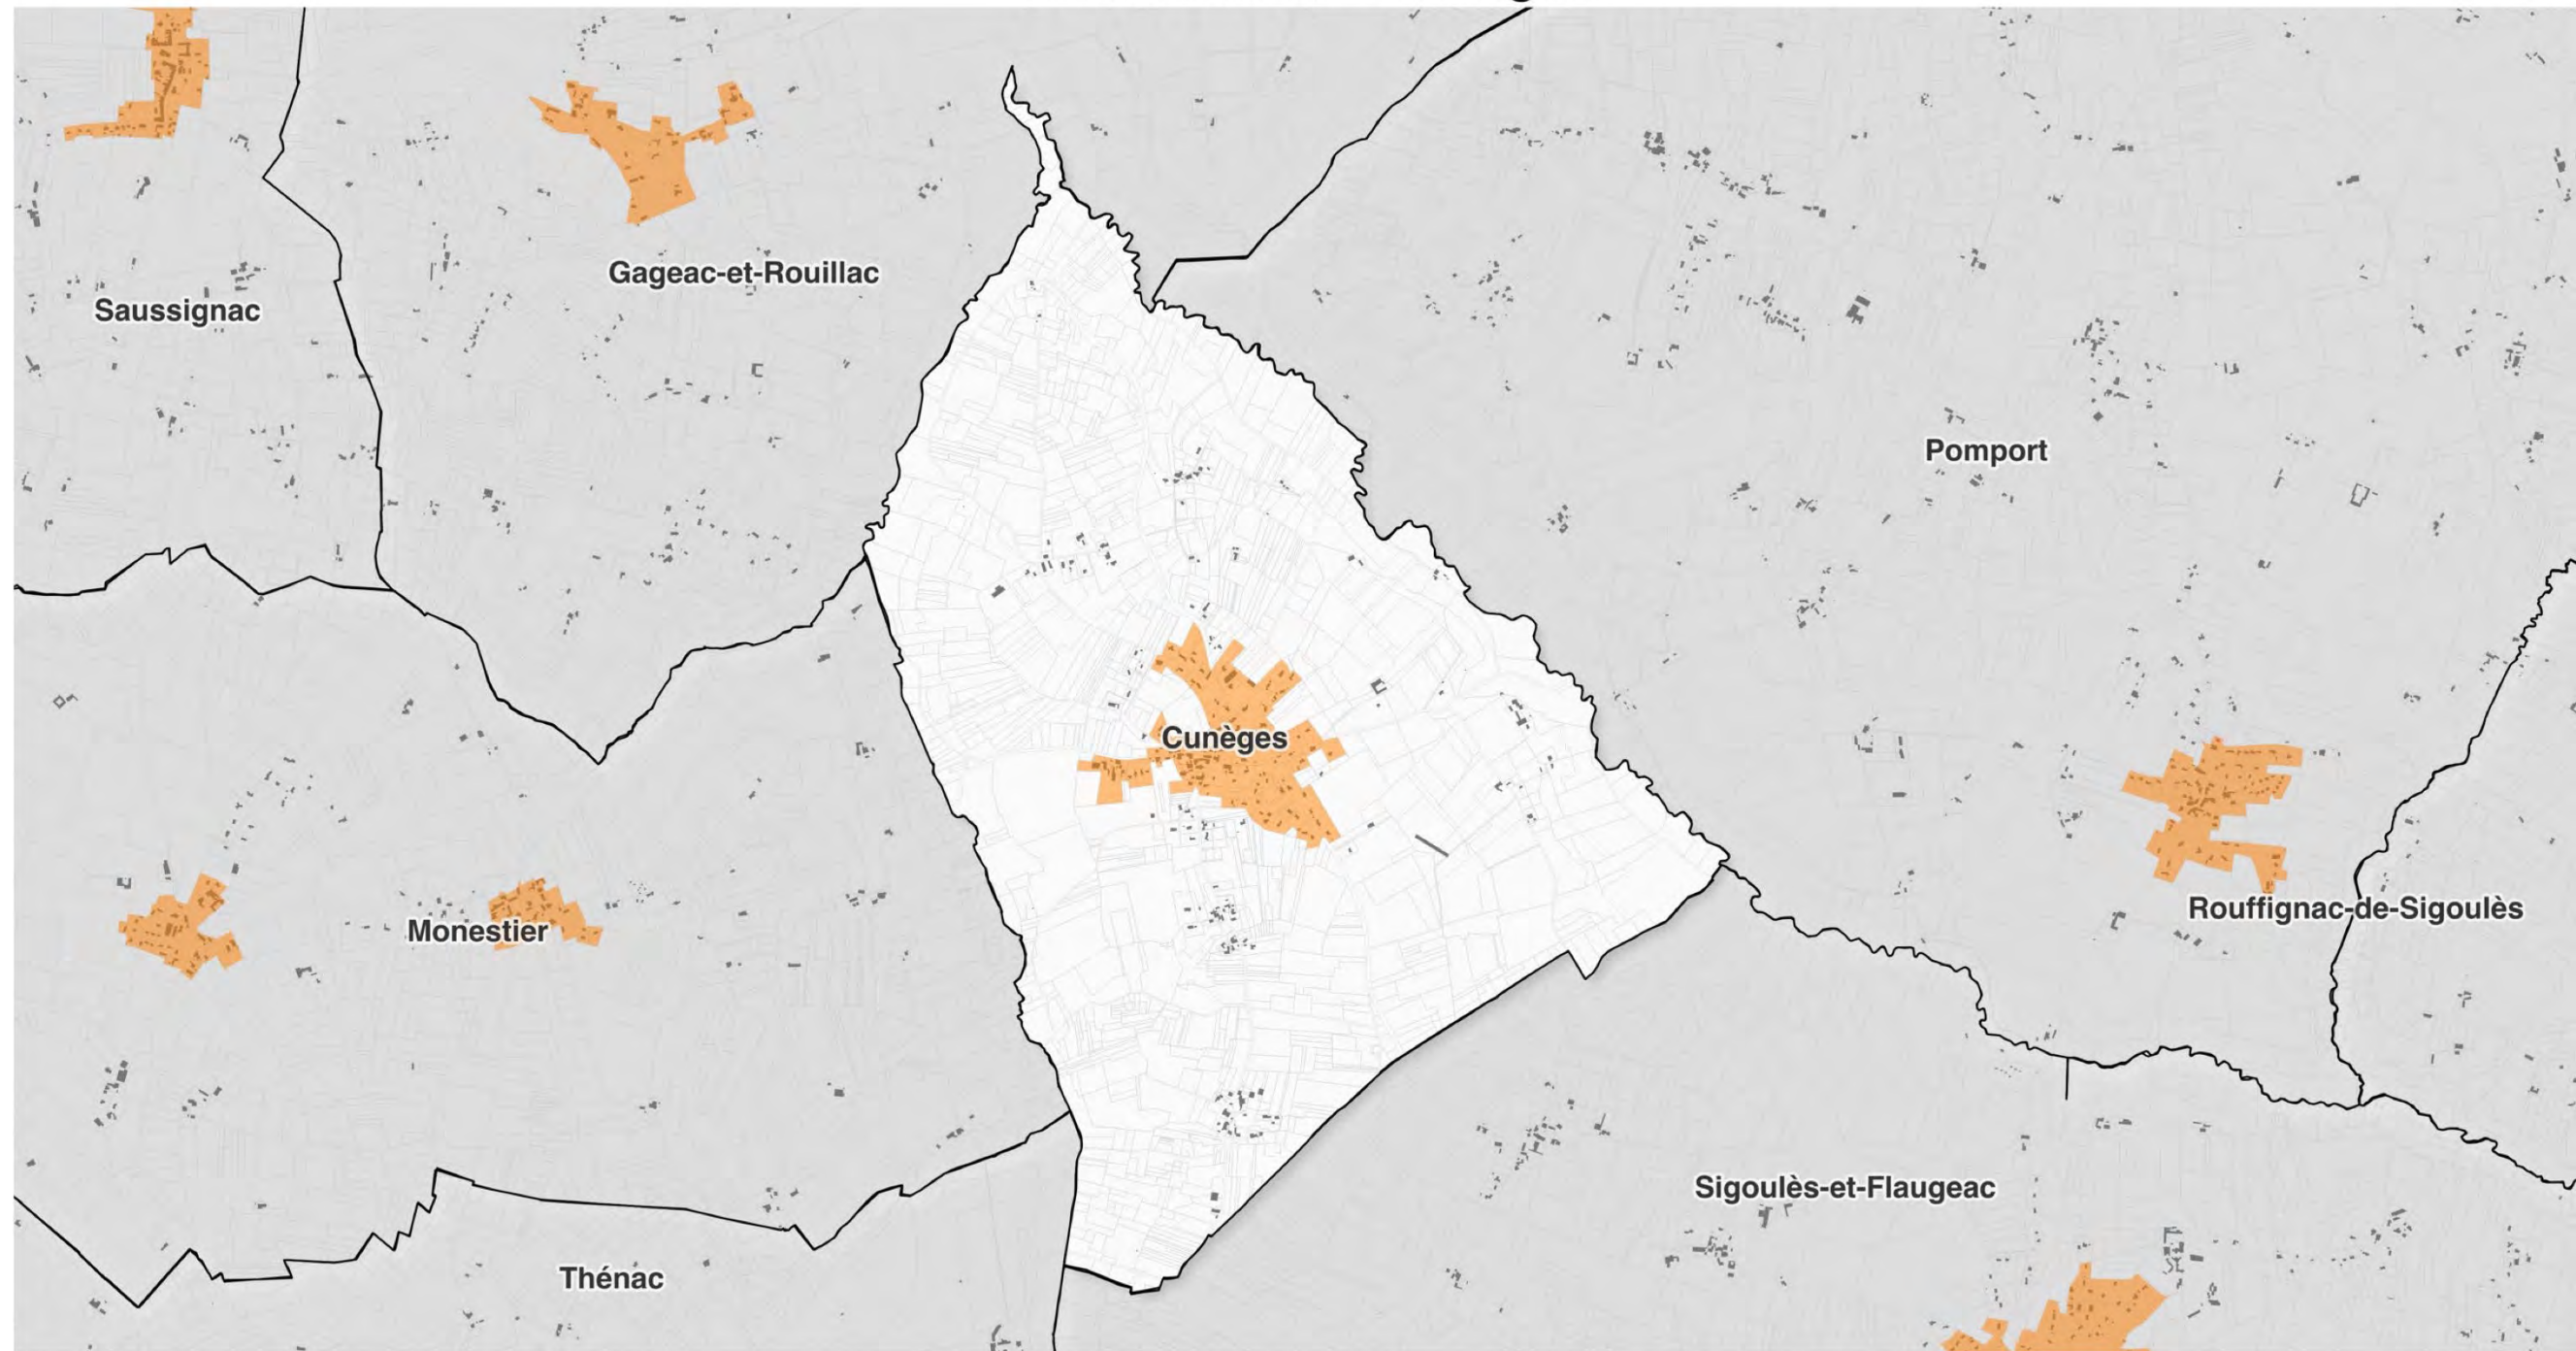 Gageac-et-Rouillac
Saussignac
Pomport
Cunèges
Rouffignac-de-Sigoulès
Monestier
Sigoulès-et-Flaugeac
Thénac